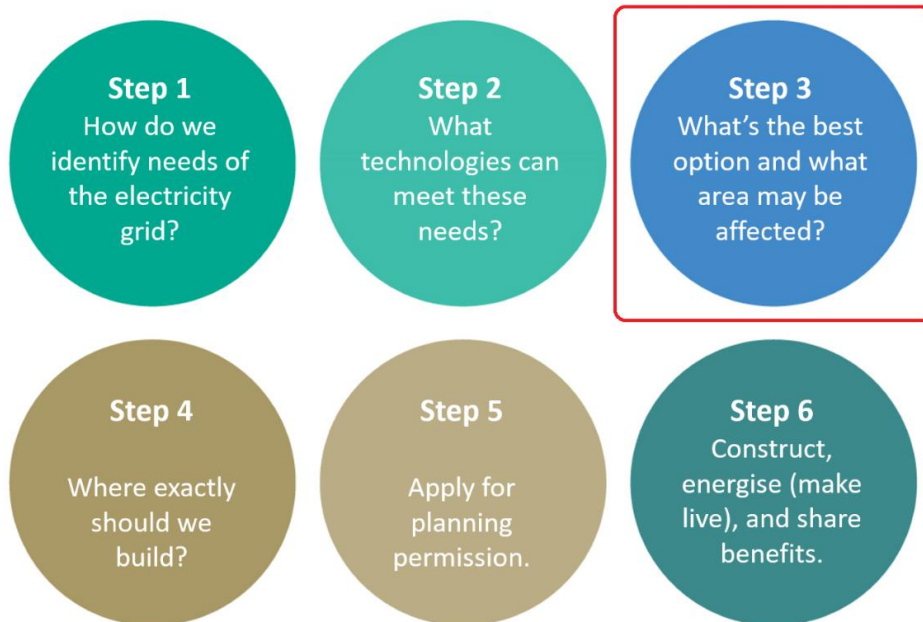 Step 1
How do we
identify needs of
the electricity
grid?
Step 2
What
technologies can
meet these
needs?
Step 3
What’s the best
option and what
area may be
affected?
Step 4
Where exactly
should we
build?
Step 5
Apply for
planning
permission.
Step 6
Construct,
energise (make
live), and share
benefits.